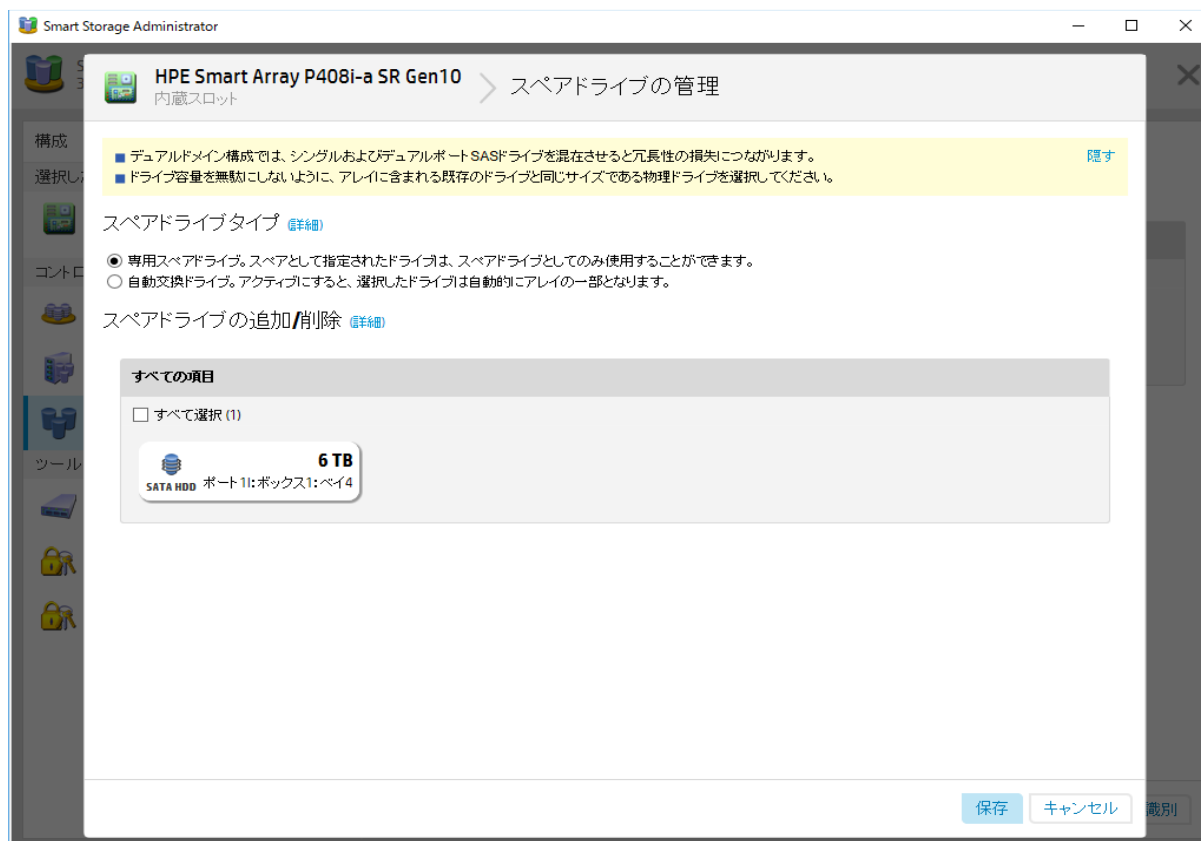 Smart Storage Administrator
HPE Smart Array P408i-a SR Gen10
内蔵スロット
スペアドライブの管理
構成
選択し
コントロ
ツール
デュアルドメイン構成では、シングルおよびデュアルポートSASドライブを混在させると冗長性の損失につながります。
隠す
ドライブ容量を無駄にしないように、アレイに含まれる既存のドライブと同じサイズである物理ドライブを選択してください。
スペアドライブタイプ (詳細)
専用スペアドライブ。スペアとして指定されたドライブは、スペアドライブとしてのみ使用することができます。
自動交換ドライブ。アクティブにすると、選択したドライブは自動的にアレイの一部となります。
スペアドライブの追加/削除 (詳細)
すべての項目
すべて選択 (1)
6 TB
SATA HDD ポート1I:ボックス1:ベイ4
保存
キャンセル
識別